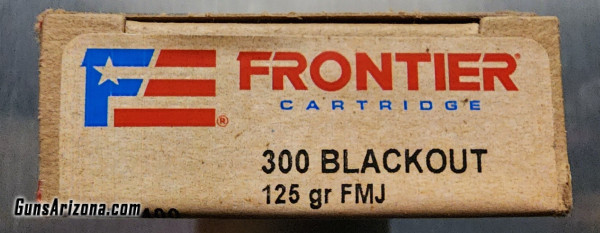 FRONTIER®
CARTRIDGE
®
300 BLACKOUT
125 gr FMJ
GunsArizona.com